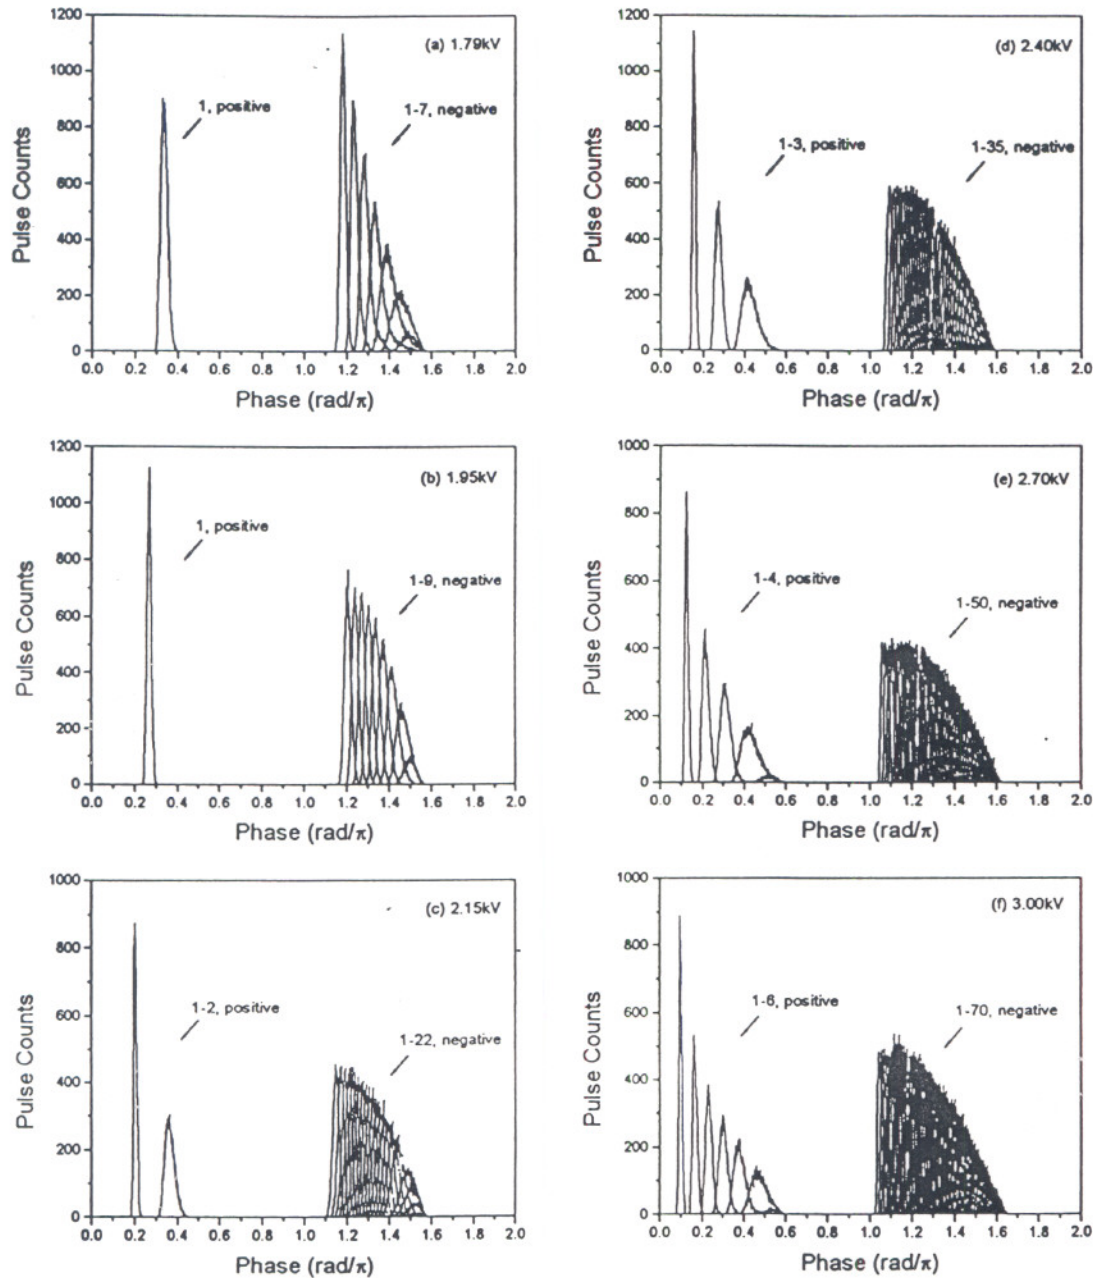 1200
(a) 1.79kV
1000
1, positive
1-7, negative
800
600
400
200
0
0.0 0.2 0.4 0.6 0.8 1.0 1.2 1.4 1.6 1.8 2.0
Pulse Counts
Phase (rad/π)
1200
(d) 2.40kV
1000
800
1-3, positive
1-35, negative
600
400
200
0
0.0 0.2 0.4 0.6 0.8 1.0 1.2 1.4 1.6 1.8 2.0
Pulse Counts
Phase (rad/π)
1200
(b) 1.95kV
1000
1, positive
800
1-9, negative
600
400
200
0
0.0 0.2 0.4 0.6 0.8 1.0 1.2 1.4 1.6 1.8 2.0
Pulse Counts
Phase (rad/π)
1000
(e) 2.70kV
800
1-4, positive
600
1-50, negative
400
200
0
0.0 0.2 0.4 0.6 0.8 1.0 1.2 1.4 1.6 1.8 2.0
Pulse Counts
Phase (rad/π)
1000
(c) 2.15kV
800
1-2, positive
600
1-22, negative
400
200
0
0.0 0.2 0.4 0.6 0.8 1.0 1.2 1.4 1.6 1.8 2.0
Pulse Counts
Phase (rad/π)
1000
(f) 3.00kV
800
1-6, positive
1-70, negative
600
400
200
0
0.0 0.2 0.4 0.6 0.8 1.0 1.2 1.4 1.6 1.8 2.0
Pulse Counts
Phase (rad/π)